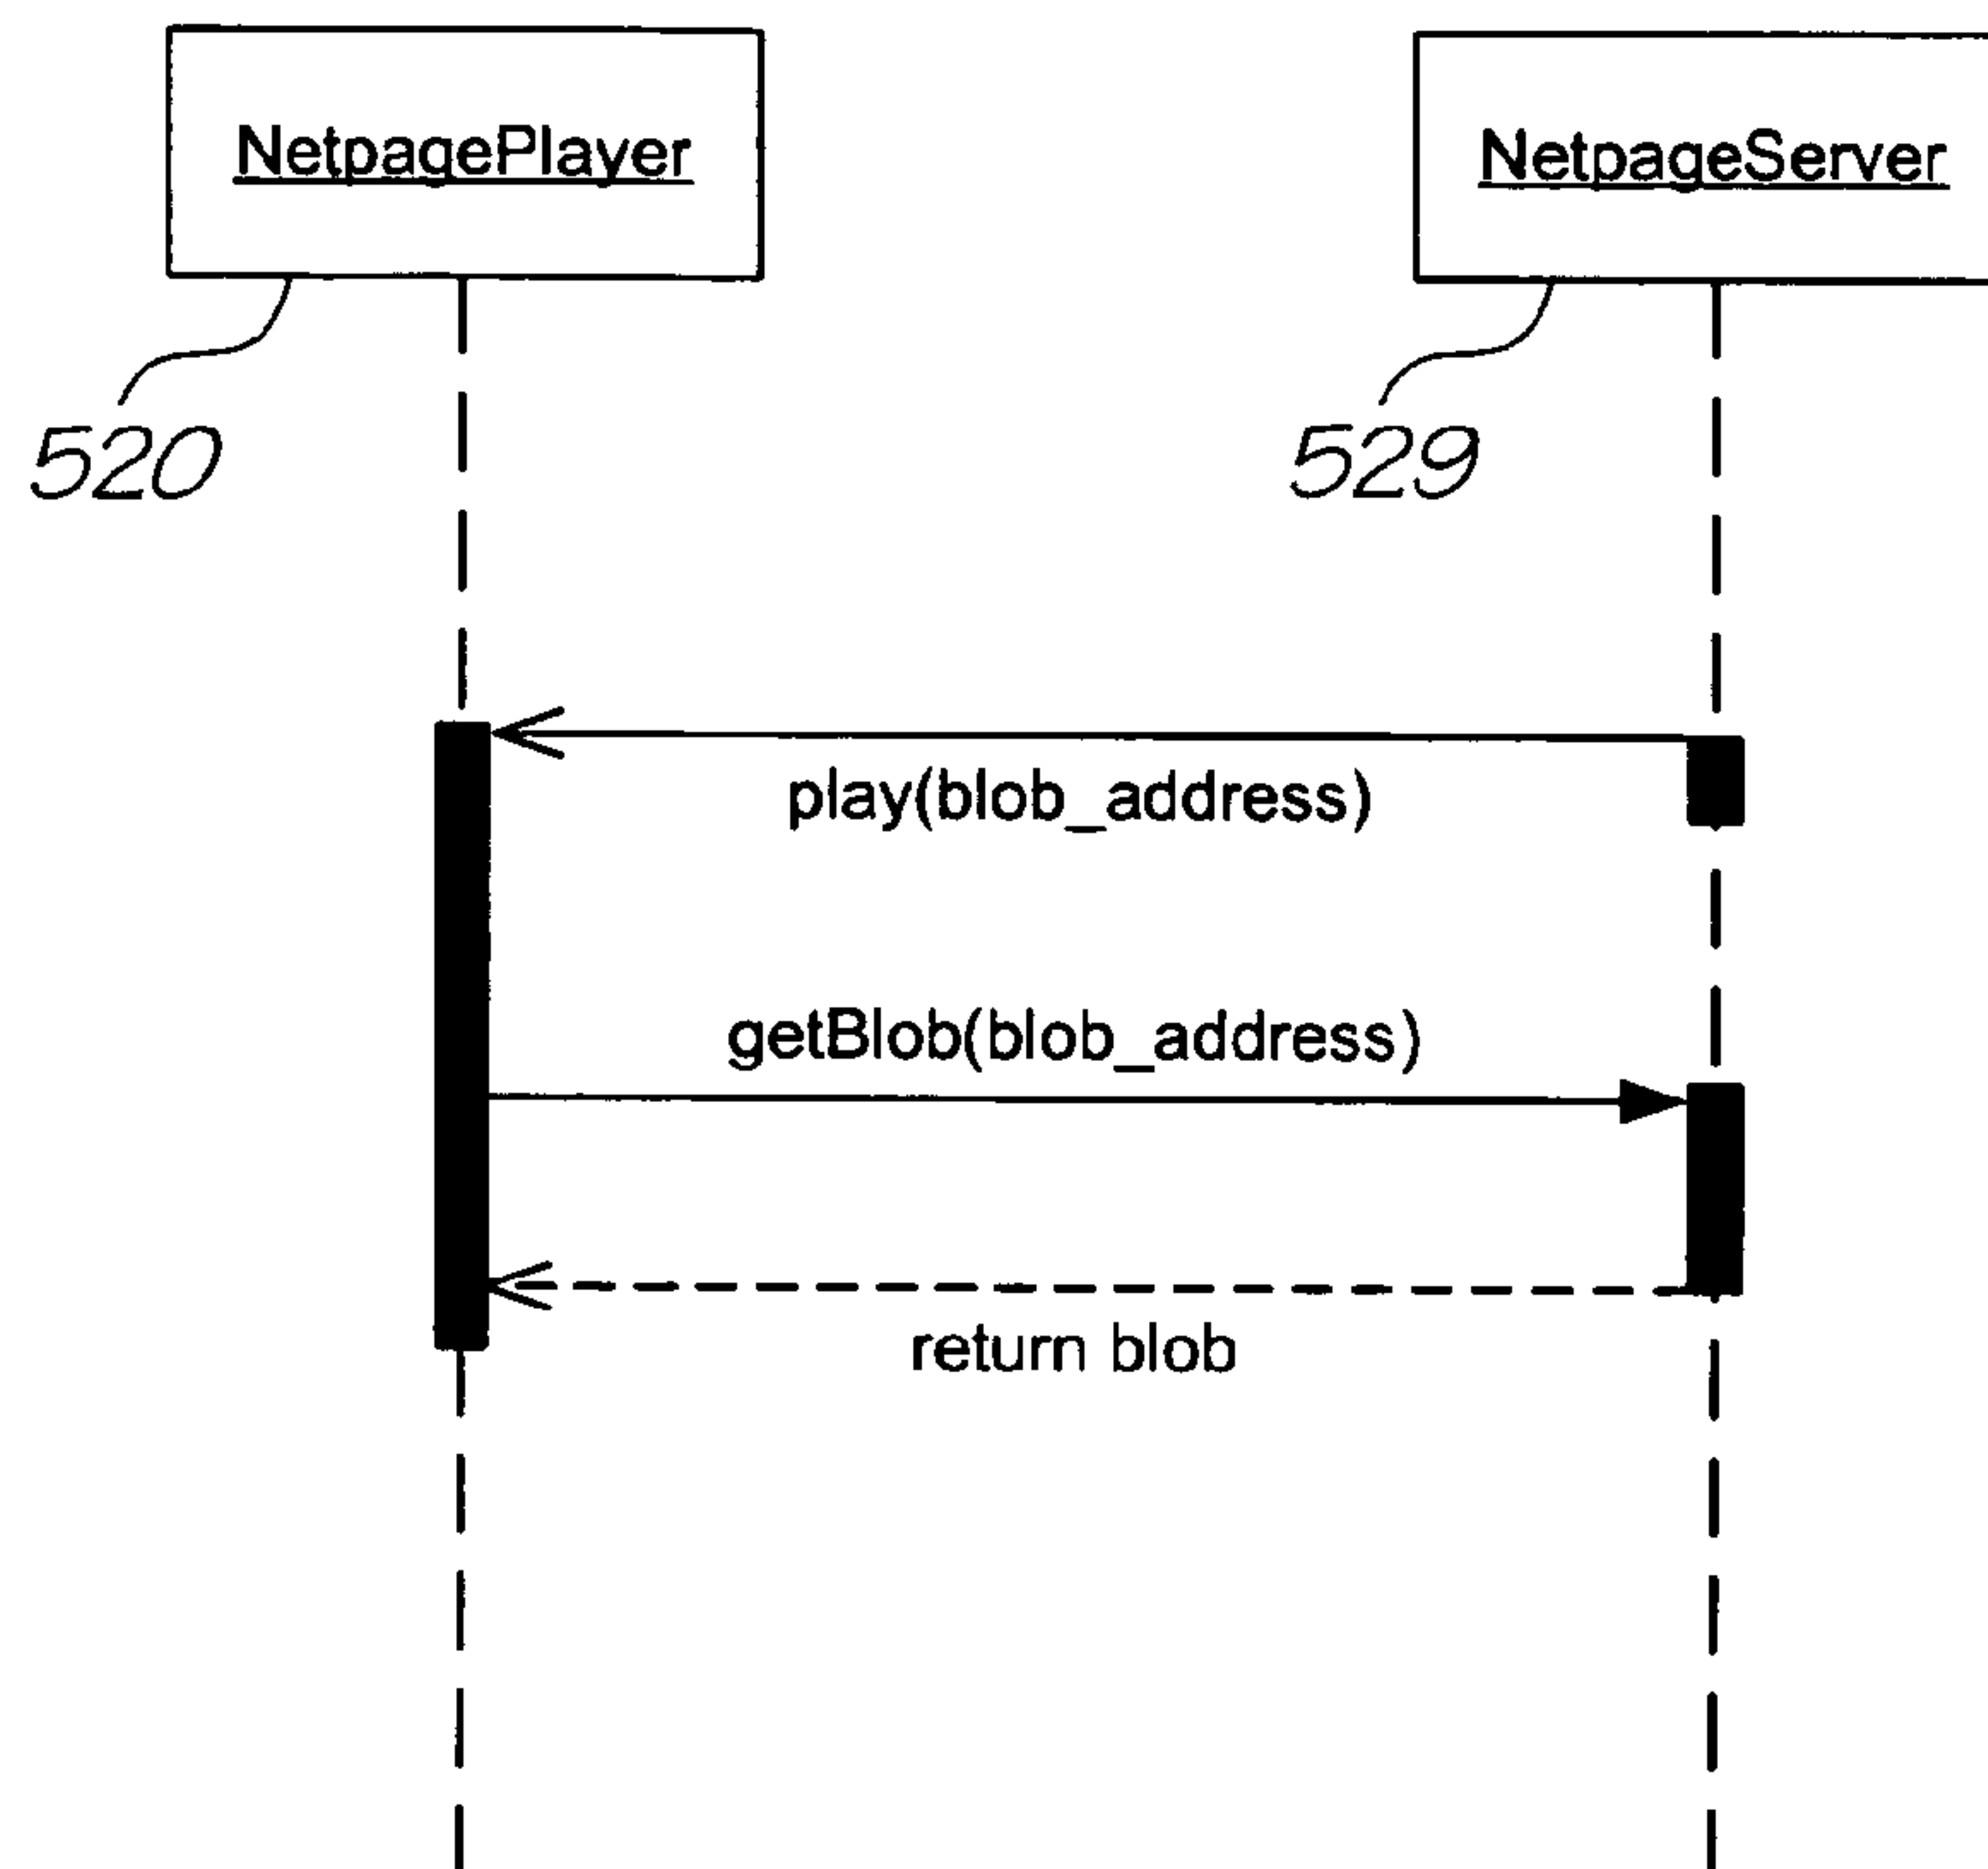 NetpagePlayer
NetpageServer
520
529
play(blob_address)
getBlob(blob_address)
return blob